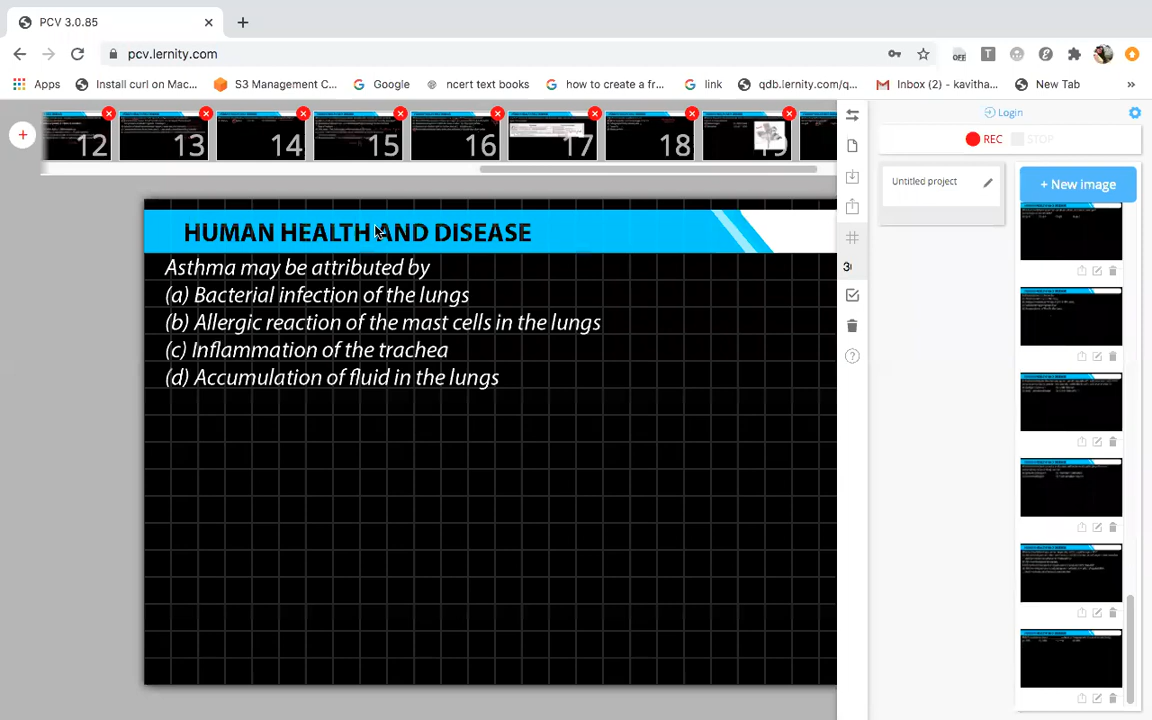 PCV 3.0.85
pcv.lernity.com
Apps
Install curl on Mac...
S3 Management C...
Google
ncert text books
how to create a fr...
link
qdb.lernity.com/q...
Inbox (2) - kavitha...
New Tab
»
12
13
14
15
16
17
18
19
Login
REC
STOP
Untitled project
+ New image
HUMAN HEALTH AND DISEASE
Asthma may be attributed by
(a) Bacterial infection of the lungs
(b) Allergic reaction of the mast cells in the lungs
(c) Inflammation of the trachea
(d) Accumulation of fluid in the lungs